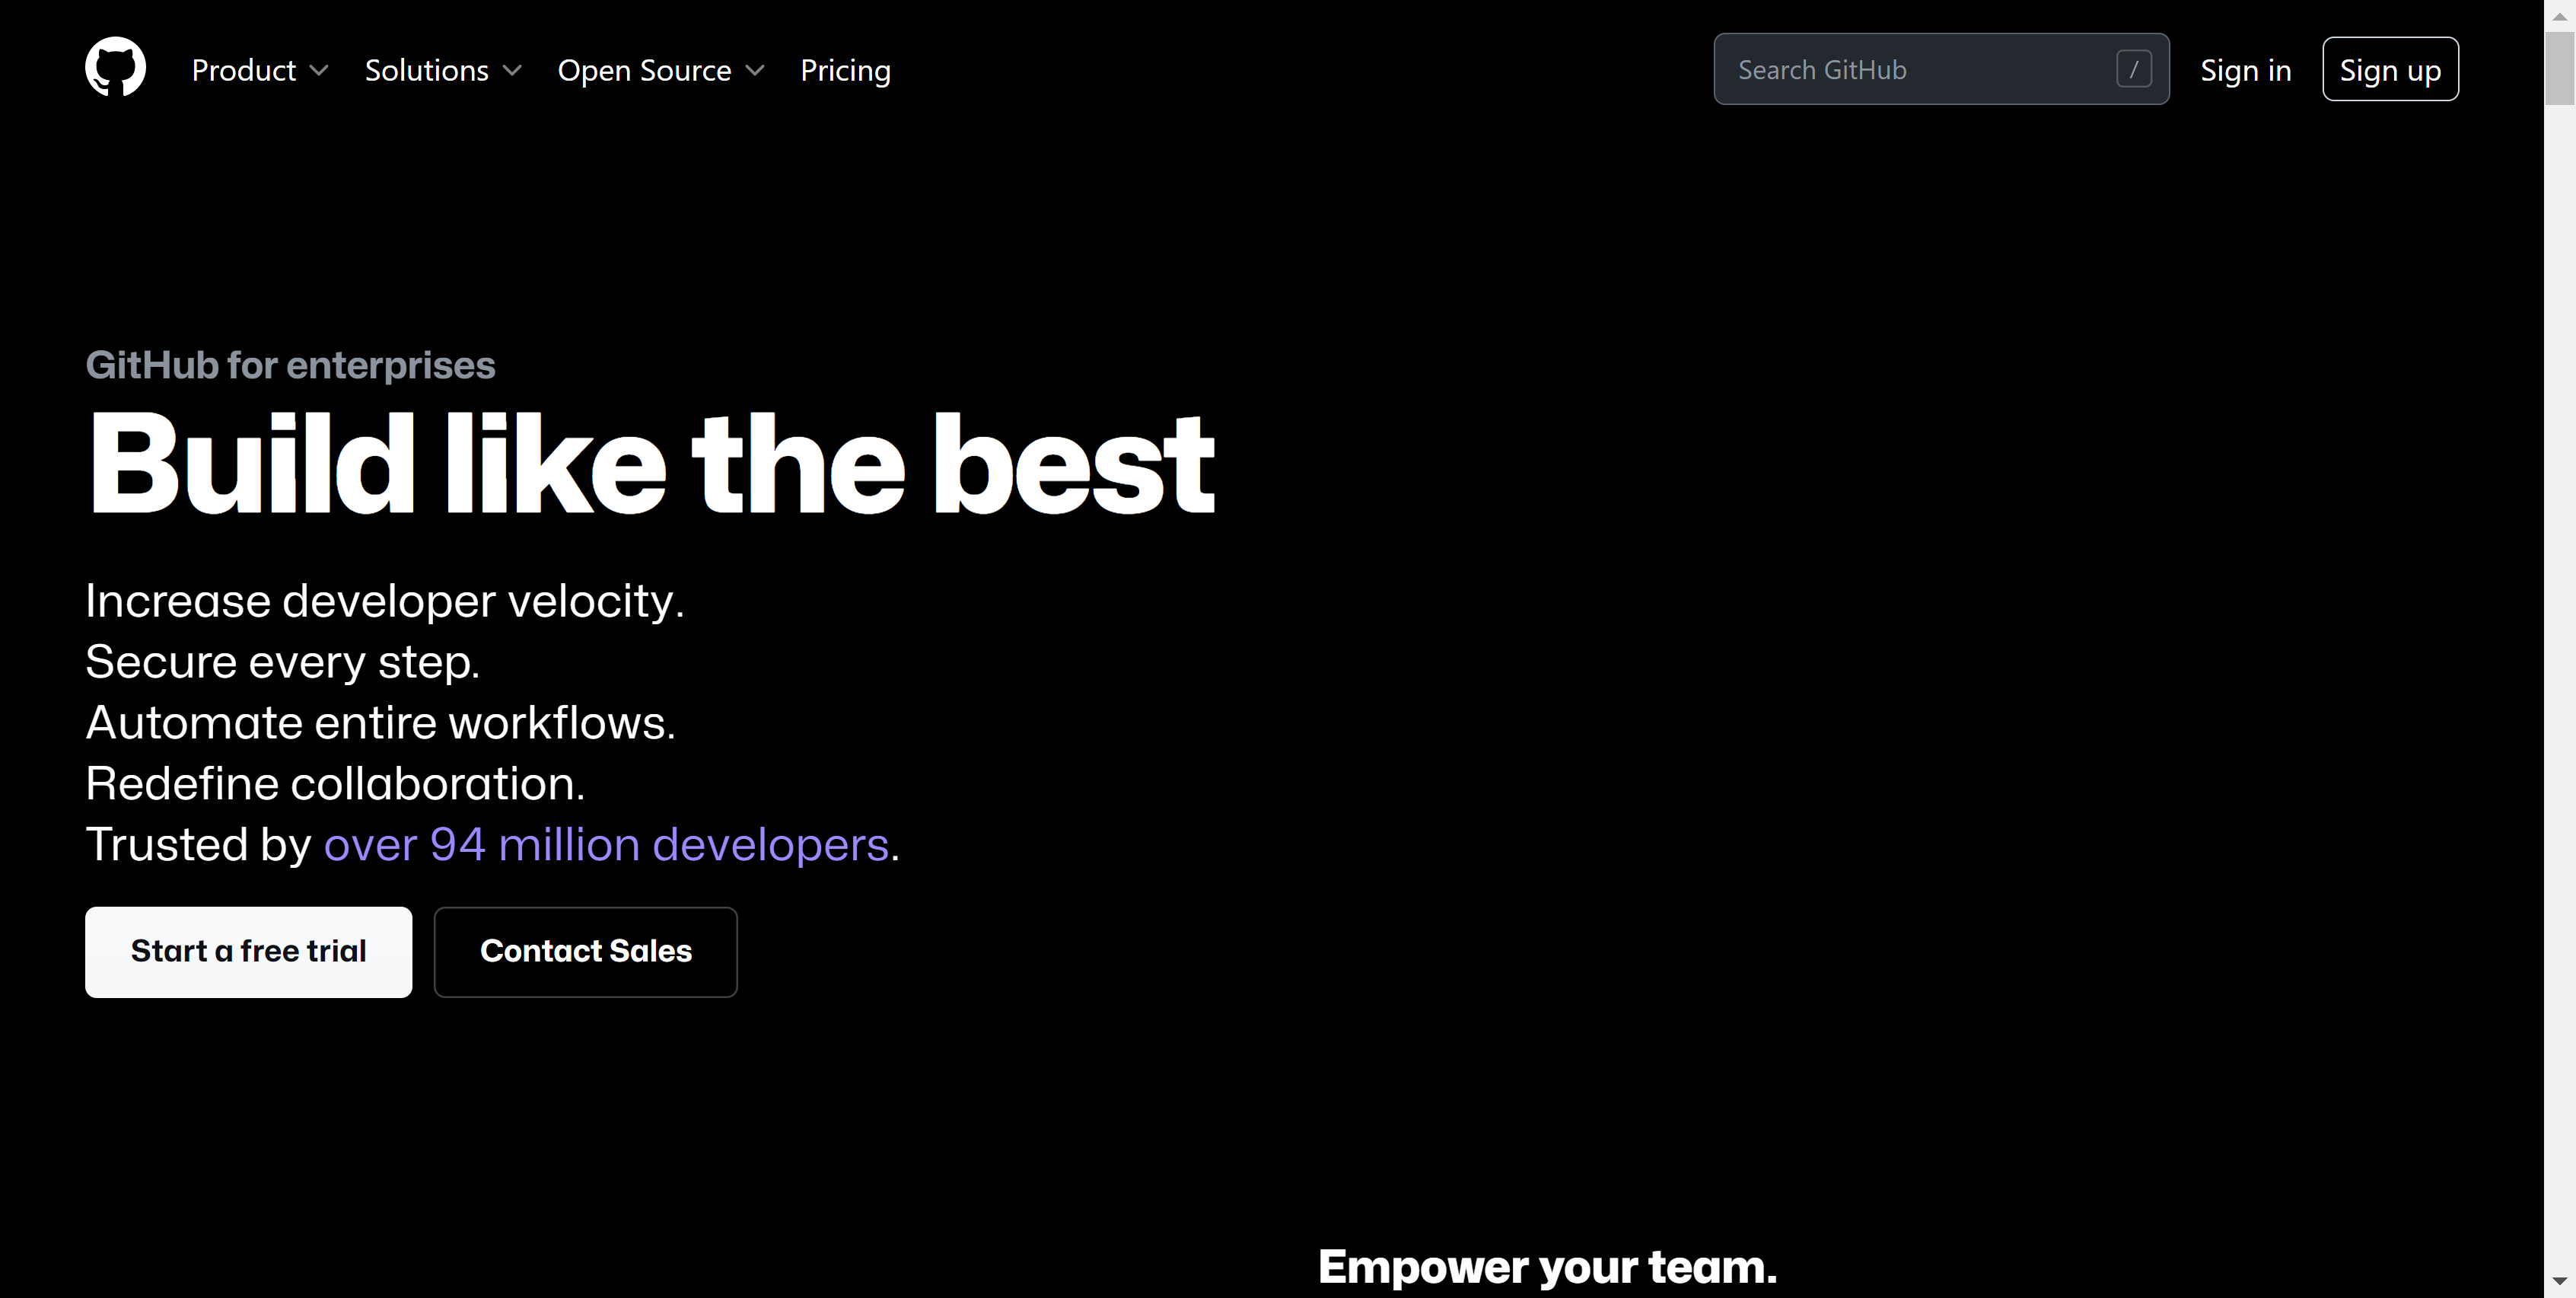 Product Solutions Open Source Pricing Search GitHub / Sign in Sign up
GitHub for enterprises
Build like the best
Increase developer velocity.
Secure every step.
Automate entire workflows.
Redefine collaboration.
Trusted by over 94 million developers.
Start a free trial Contact Sales
Empower your team.